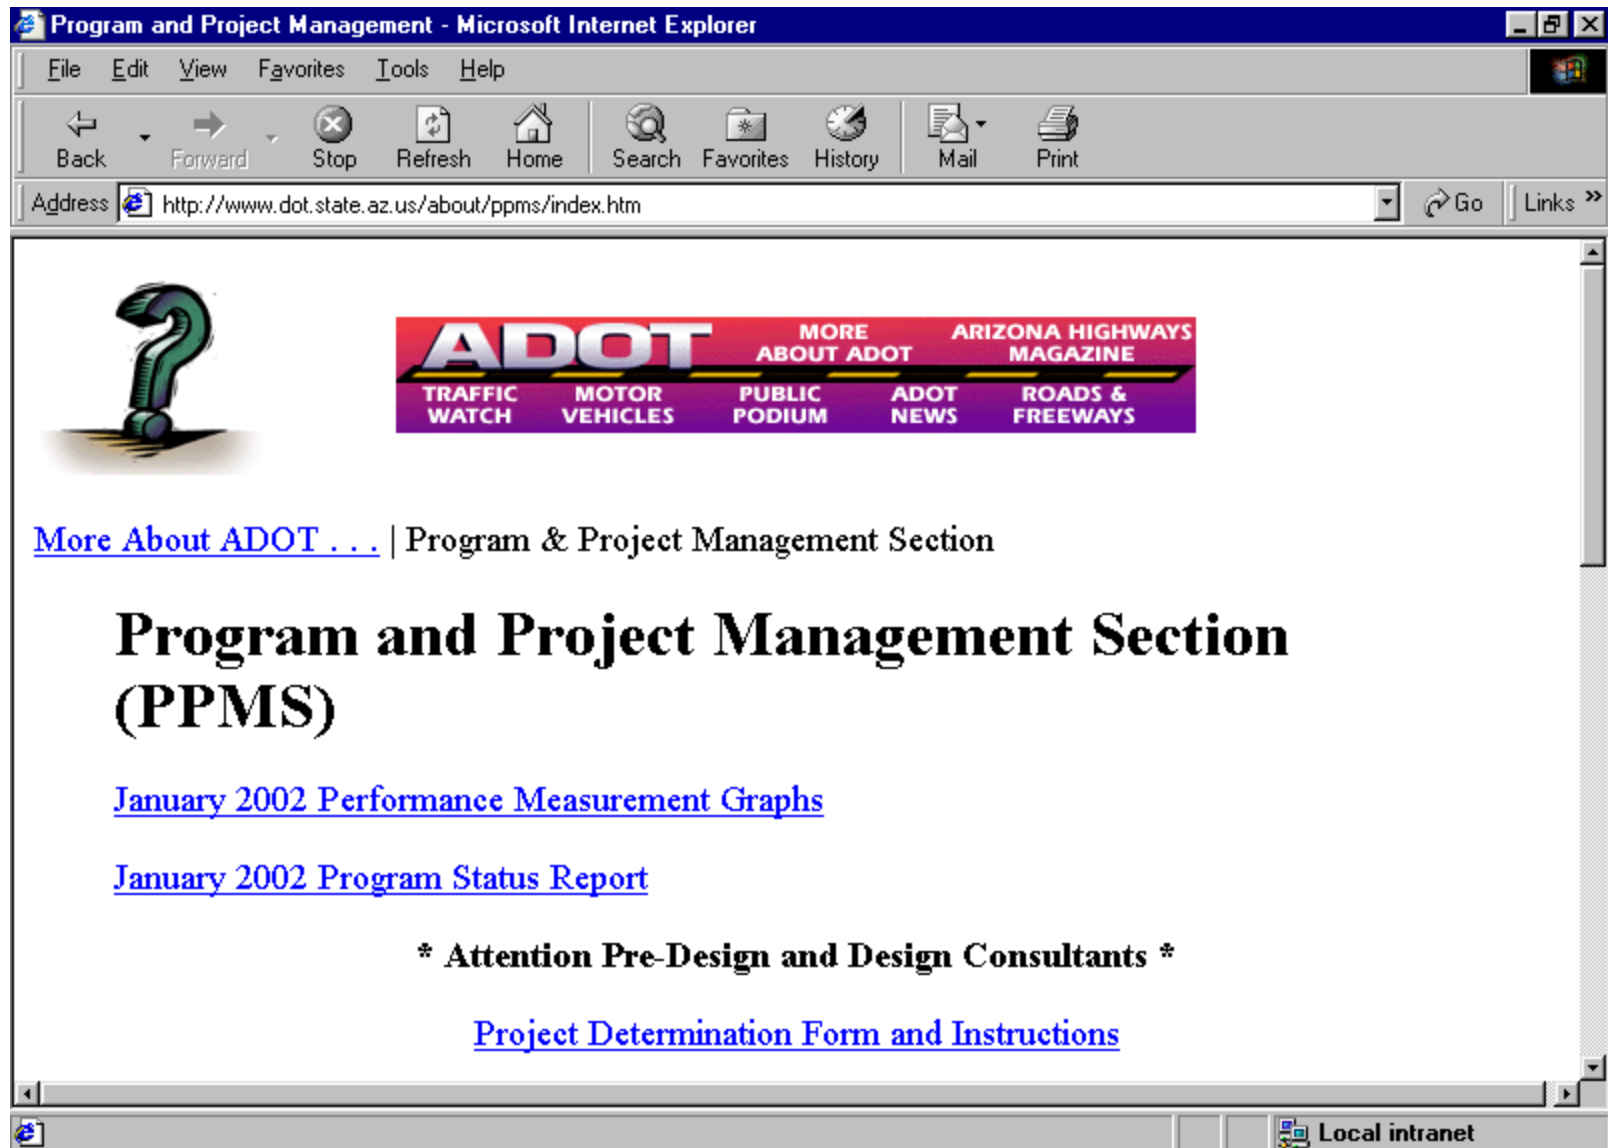 Program and Project Management - Microsoft Internet Explorer
File Edit View Favorites Tools Help
Back Forward Stop Refresh Home Search Favorites History Mail Print
Address http://www.dot.state.az.us/about/ppms/index.htm Go Links »
ADOT MORE ABOUT ADOT ARIZONA HIGHWAYS MAGAZINE
TRAFFIC WATCH MOTOR VEHICLES PUBLIC PODIUM ADOT NEWS ROADS & FREEWAYS
More About ADOT . . . | Program & Project Management Section
Program and Project Management Section
(PPMS)
January 2002 Performance Measurement Graphs
January 2002 Program Status Report
* Attention Pre-Design and Design Consultants *
Project Determination Form and Instructions
Local intranet